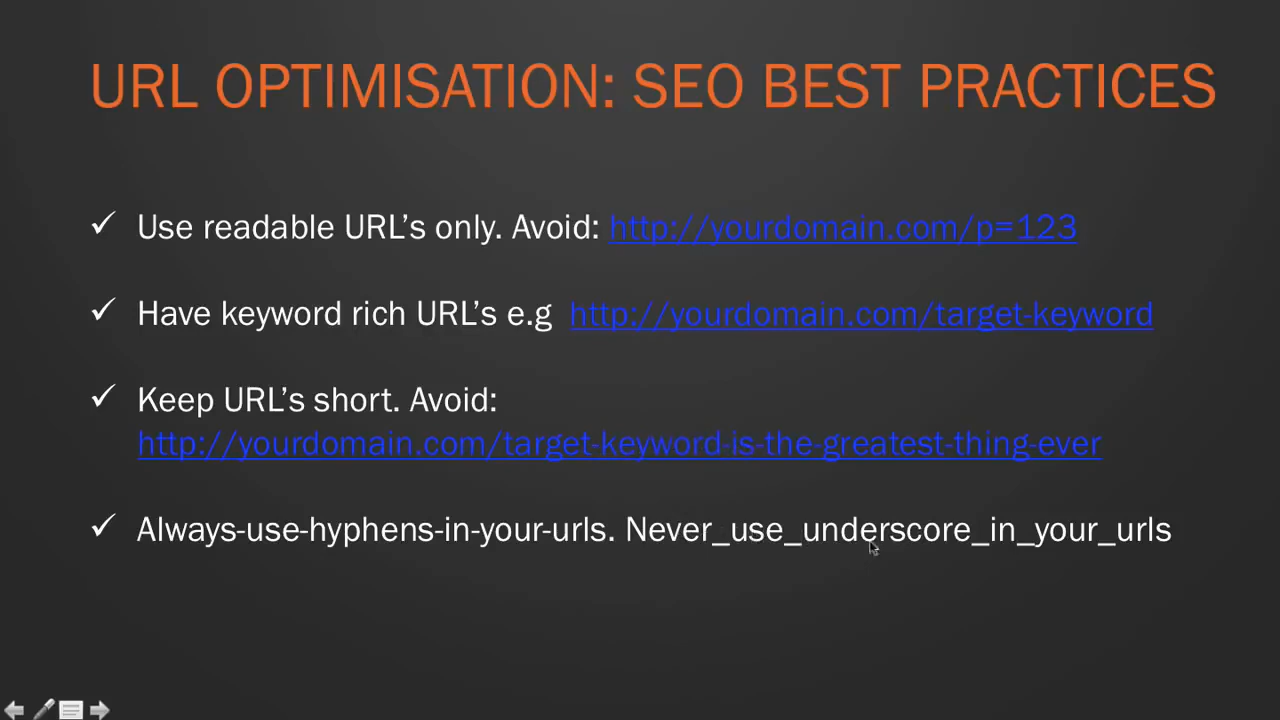 URL OPTIMISATION: SEO BEST PRACTICES
✓ Use readable URL’s only. Avoid: http://yourdomain.com/p=123
✓ Have keyword rich URL’s e.g http://yourdomain.com/target-keyword
✓ Keep URL’s short. Avoid:
http://yourdomain.com/target-keyword-is-the-greatest-thing-ever
✓ Always-use-hyphens-in-your-urls. Never_use_underscore_in_your_urls